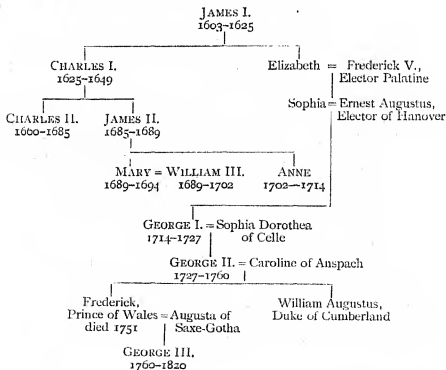 JAMES I.
1603-1625
CHARLES I.
1625-1649
Elizabeth = Frederick V.,
Elector Palatine
Sophia = Ernest Augustus,
Elector of Hanover
CHARLES II.
1660-1685
JAMES II.
1685-1689
MARY = WILLIAM III.
1689-1694 1689-1702
ANNE
1702—1714
GEORGE I. = Sophia Dorothea
1714-1727 of Celle
GEORGE II. = Caroline of Anspach
1727-1760
Frederick,
Prince of Wales = Augusta of
died 1751 Saxe-Gotha
William Augustus,
Duke of Cumberland
GEORGE III.
1760-1820